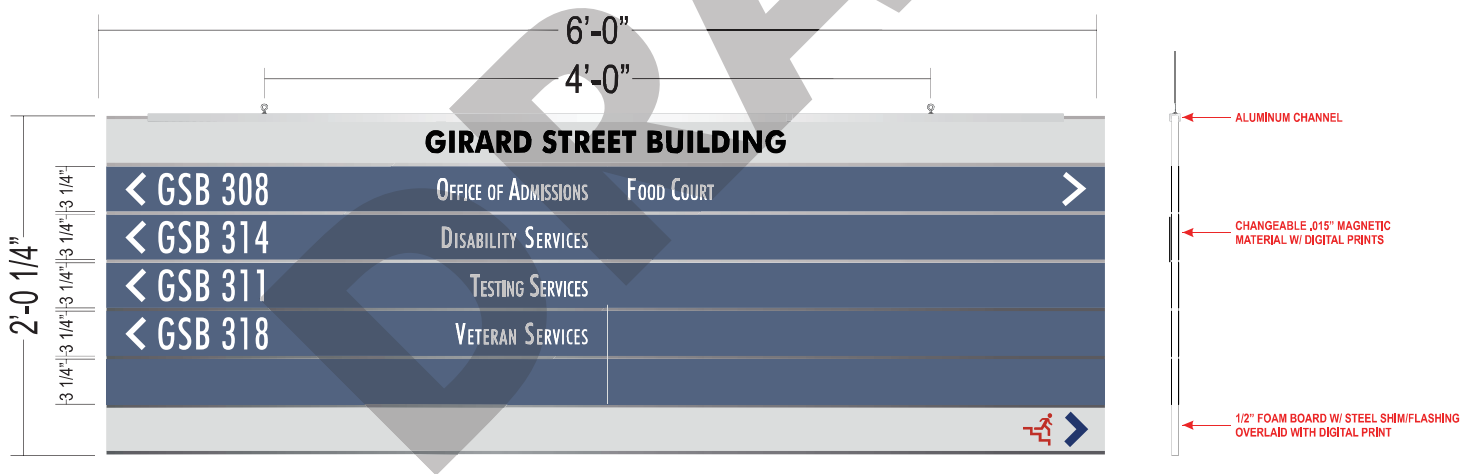 6’-0”
4’-0”
GIRARD STREET BUILDING
< GSB 308 OFFICE OF ADMISSIONS FOOD COURT >
< GSB 314 DISABILITY SERVICES
< GSB 311 TESTING SERVICES
< GSB 318 VETERAN SERVICES
2’-0 1/4”
3 1/4”
3 1/4”
3 1/4”
3 1/4”
3 1/4”
ALUMINUM CHANNEL
CHANGEABLE .015” MAGNETIC
MATERIAL W/ DIGITAL PRINTS
1/2” FOAM BOARD W/ STEEL SHIM/FLASHING
OVERLAID WITH DIGITAL PRINT
DRA